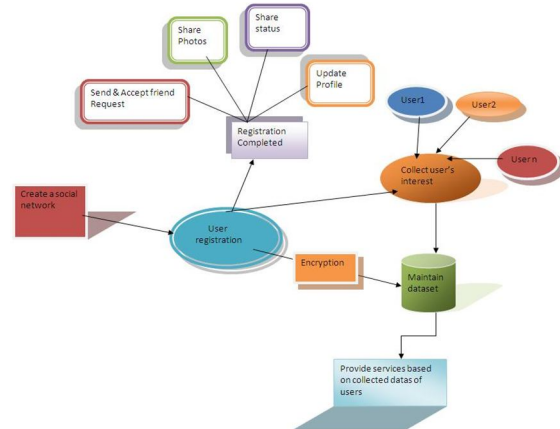 Share
Photos
Share
status
Send & Accept friend
Request
Update
Profile
User1
User2
Registration
Completed
Collect user's
interest
User n
Create a social
network
User
registration
Encryption
Maintain
dataset
Provide services based
on collected datas of
users